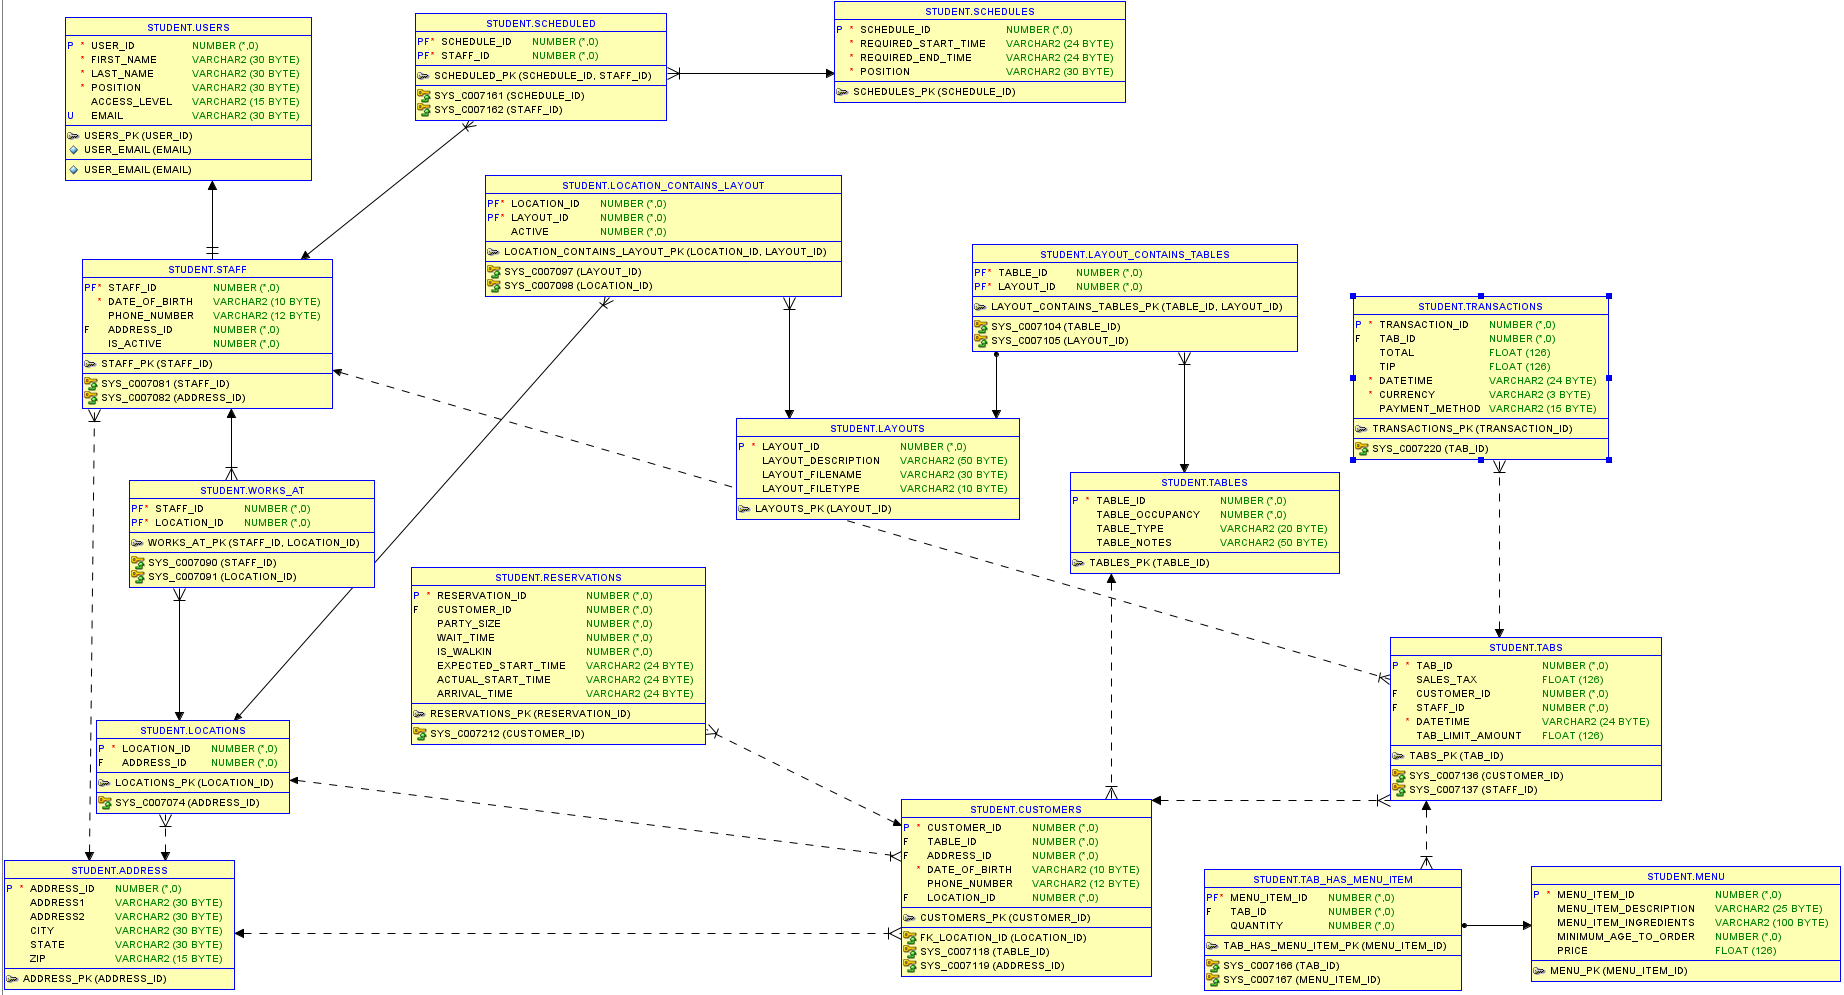 STUDENT.USERS
P * USER_ID NUMBER (*,0)
* FIRST_NAME VARCHAR2 (30 BYTE)
* LAST_NAME VARCHAR2 (30 BYTE)
* POSITION VARCHAR2 (30 BYTE)
ACCESS_LEVEL VARCHAR2 (15 BYTE)
U EMAIL VARCHAR2 (30 BYTE)
USERS_PK (USER_ID)
USER_EMAIL (EMAIL)
USER_EMAIL (EMAIL)
STUDENT.SCHEDULED
PF* SCHEDULE_ID NUMBER (*,0)
PF* STAFF_ID NUMBER (*,0)
SCHEDULED_PK (SCHEDULE_ID, STAFF_ID)
SYS_C007161 (SCHEDULE_ID)
SYS_C007162 (STAFF_ID)
STUDENT.SCHEDULES
P * SCHEDULE_ID NUMBER (*,0)
* REQUIRED_START_TIME VARCHAR2 (24 BYTE)
* REQUIRED_END_TIME VARCHAR2 (24 BYTE)
* POSITION VARCHAR2 (30 BYTE)
SCHEDULES_PK (SCHEDULE_ID)
STUDENT.LOCATION_CONTAINS_LAYOUT
PF* LOCATION_ID NUMBER (*,0)
PF* LAYOUT_ID NUMBER (*,0)
ACTIVE NUMBER (*,0)
LOCATION_CONTAINS_LAYOUT_PK (LOCATION_ID, LAYOUT_ID)
SYS_C007097 (LAYOUT_ID)
SYS_C007098 (LOCATION_ID)
STUDENT.STAFF
PF* STAFF_ID NUMBER (*,0)
* DATE_OF_BIRTH VARCHAR2 (10 BYTE)
PHONE_NUMBER VARCHAR2 (12 BYTE)
F ADDRESS_ID NUMBER (*,0)
IS_ACTIVE NUMBER (*,0)
STAFF_PK (STAFF_ID)
SYS_C007081 (STAFF_ID)
SYS_C007082 (ADDRESS_ID)
STUDENT.LAYOUT_CONTAINS_TABLES
PF* TABLE_ID NUMBER (*,0)
PF* LAYOUT_ID NUMBER (*,0)
LAYOUT_CONTAINS_TABLES_PK (TABLE_ID, LAYOUT_ID)
SYS_C007104 (TABLE_ID)
SYS_C007105 (LAYOUT_ID)
STUDENT.TRANSACTIONS
P * TRANSACTION_ID NUMBER (*,0)
F TAB_ID NUMBER (*,0)
TOTAL FLOAT (126)
TIP FLOAT (126)
* DATETIME VARCHAR2 (24 BYTE)
* CURRENCY VARCHAR2 (3 BYTE)
PAYMENT_METHOD VARCHAR2 (15 BYTE)
TRANSACTIONS_PK (TRANSACTION_ID)
SYS_C007220 (TAB_ID)
STUDENT.LAYOUTS
P * LAYOUT_ID NUMBER (*,0)
LAYOUT_DESCRIPTION VARCHAR2 (50 BYTE)
LAYOUT_FILENAME VARCHAR2 (30 BYTE)
LAYOUT_FILETYPE VARCHAR2 (10 BYTE)
LAYOUTS_PK (LAYOUT_ID)
STUDENT.TABLES
P * TABLE_ID NUMBER (*,0)
TABLE_OCCUPANCY NUMBER (*,0)
TABLE_TYPE VARCHAR2 (20 BYTE)
TABLE_NOTES VARCHAR2 (50 BYTE)
TABLES_PK (TABLE_ID)
STUDENT.WORKS_AT
PF* STAFF_ID NUMBER (*,0)
PF* LOCATION_ID NUMBER (*,0)
WORKS_AT_PK (STAFF_ID, LOCATION_ID)
SYS_C007090 (STAFF_ID)
SYS_C007091 (LOCATION_ID)
STUDENT.RESERVATIONS
P * RESERVATION_ID NUMBER (*,0)
F CUSTOMER_ID NUMBER (*,0)
PARTY_SIZE NUMBER (*,0)
WAIT_TIME NUMBER (*,0)
IS_WALKIN NUMBER (*,0)
EXPECTED_START_TIME VARCHAR2 (24 BYTE)
ACTUAL_START_TIME VARCHAR2 (24 BYTE)
ARRIVAL_TIME VARCHAR2 (24 BYTE)
RESERVATIONS_PK (RESERVATION_ID)
SYS_C007212 (CUSTOMER_ID)
STUDENT.TABS
P * TAB_ID NUMBER (*,0)
SALES_TAX FLOAT (126)
F CUSTOMER_ID NUMBER (*,0)
F STAFF_ID NUMBER (*,0)
* DATETIME VARCHAR2 (24 BYTE)
TAB_LIMIT_AMOUNT FLOAT (126)
TABS_PK (TAB_ID)
SYS_C007136 (CUSTOMER_ID)
SYS_C007137 (STAFF_ID)
STUDENT.LOCATIONS
P * LOCATION_ID NUMBER (*,0)
F ADDRESS_ID NUMBER (*,0)
LOCATIONS_PK (LOCATION_ID)
SYS_C007074 (ADDRESS_ID)
STUDENT.CUSTOMERS
P * CUSTOMER_ID NUMBER (*,0)
F TABLE_ID NUMBER (*,0)
F ADDRESS_ID NUMBER (*,0)
* DATE_OF_BIRTH VARCHAR2 (10 BYTE)
PHONE_NUMBER VARCHAR2 (12 BYTE)
F LOCATION_ID NUMBER (*,0)
CUSTOMERS_PK (CUSTOMER_ID)
FK_LOCATION_ID (LOCATION_ID)
SYS_C007118 (TABLE_ID)
SYS_C007119 (ADDRESS_ID)
STUDENT.ADDRESS
P * ADDRESS_ID NUMBER (*,0)
ADDRESS1 VARCHAR2 (30 BYTE)
ADDRESS2 VARCHAR2 (30 BYTE)
CITY VARCHAR2 (30 BYTE)
STATE VARCHAR2 (30 BYTE)
ZIP VARCHAR2 (15 BYTE)
ADDRESS_PK (ADDRESS_ID)
STUDENT.TAB_HAS_MENU_ITEM
PF* MENU_ITEM_ID NUMBER (*,0)
F TAB_ID NUMBER (*,0)
QUANTITY NUMBER (*,0)
TAB_HAS_MENU_ITEM_PK (MENU_ITEM_ID)
SYS_C007166 (TAB_ID)
SYS_C007167 (MENU_ITEM_ID)
STUDENT.MENU
P * MENU_ITEM_ID NUMBER (*,0)
MENU_ITEM_DESCRIPTION VARCHAR2 (25 BYTE)
MENU_ITEM_INGREDIENTS VARCHAR2 (100 BYTE)
MINIMUM_AGE_TO_ORDER NUMBER (*,0)
PRICE FLOAT (126)
MENU_PK (MENU_ITEM_ID)